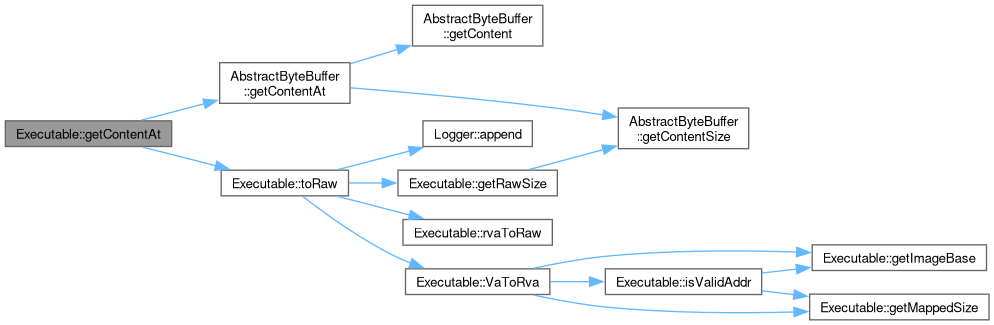 AbstractByteBuffer
::getContent
AbstractByteBuffer
::getContentAt
AbstractByteBuffer
::getContentSize
Executable::getContentAt
Logger::append
Executable::toRaw
Executable::getRawSize
Executable::rvaToRaw
Executable::getImageBase
Executable::VaToRva
Executable::isValidAddr
Executable::getMappedSize